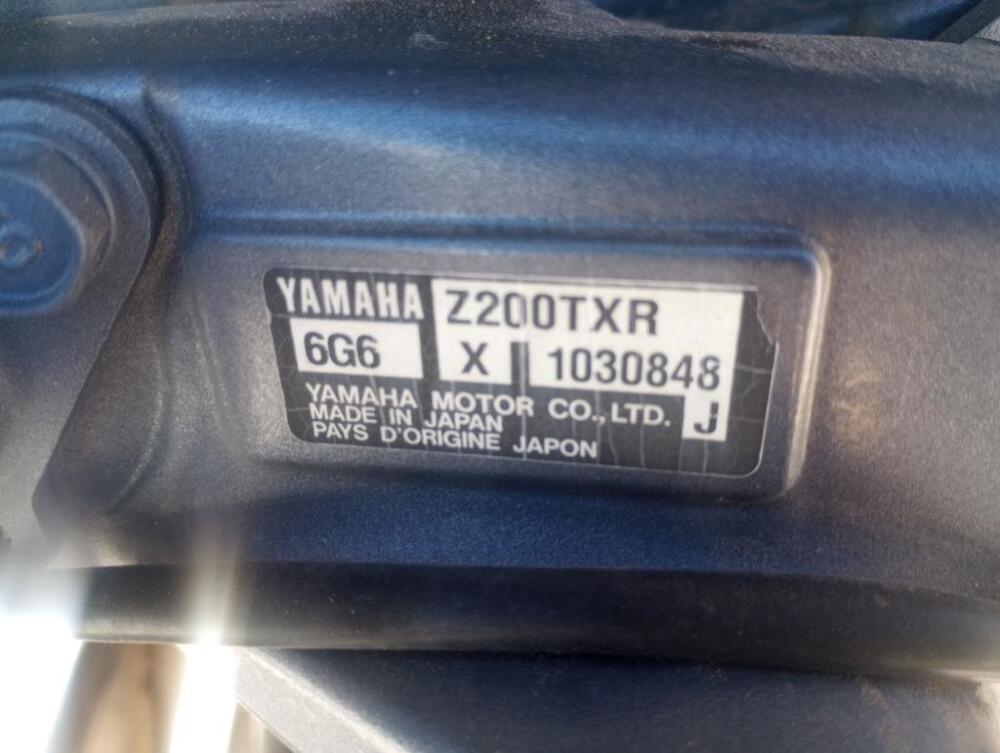 YAMAHA Z200TXR
6G6 X 1030848
YAMAHA MOTOR CO., LTD. J
MADE IN JAPAN
PAYS D'ORIGINE JAPON